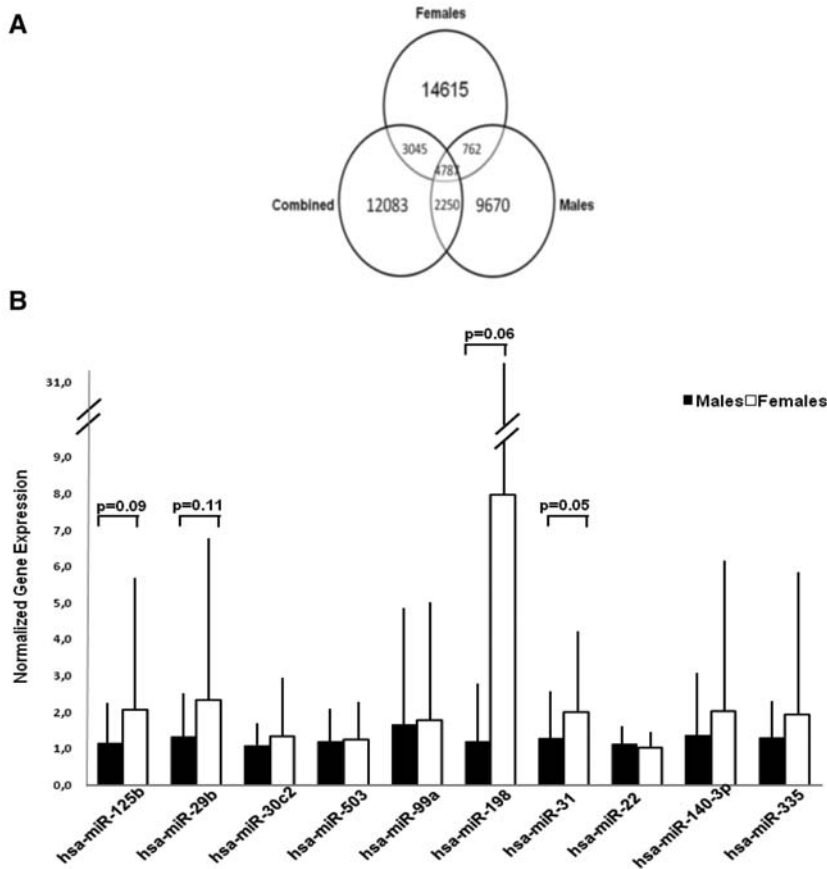 A
Females
14615
3045
762
4787
Combined
12083
2250
9670
Males
B
p=0.06
31,0
■Males□Females
9,0
8,0
p=0.09
p=0.11
p=0.05
7,0
6,0
5,0
4,0
3,0
2,0
1,0
0,0
Normalized Gene Expression
hsa-miR-125b
hsa-miR-29b
hsa-miR-30c2
hsa-miR-503
hsa-miR-99a
hsa-miR-198
hsa-miR-31
hsa-miR-22
hsa-miR-140-3p
hsa-miR-335